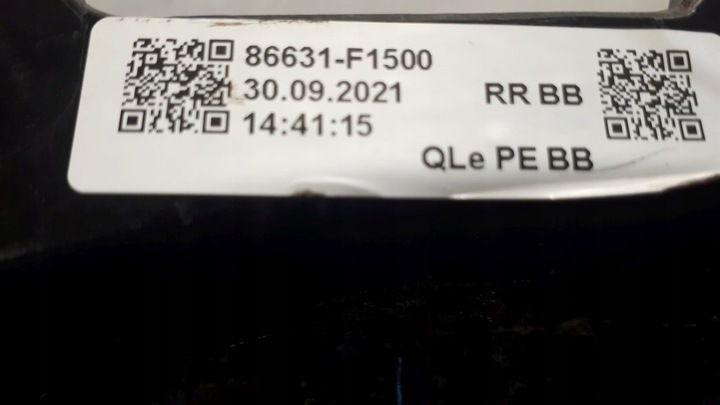 86631-F1500
30.09.2021 RR BB
14:41:15
QLe PE BB